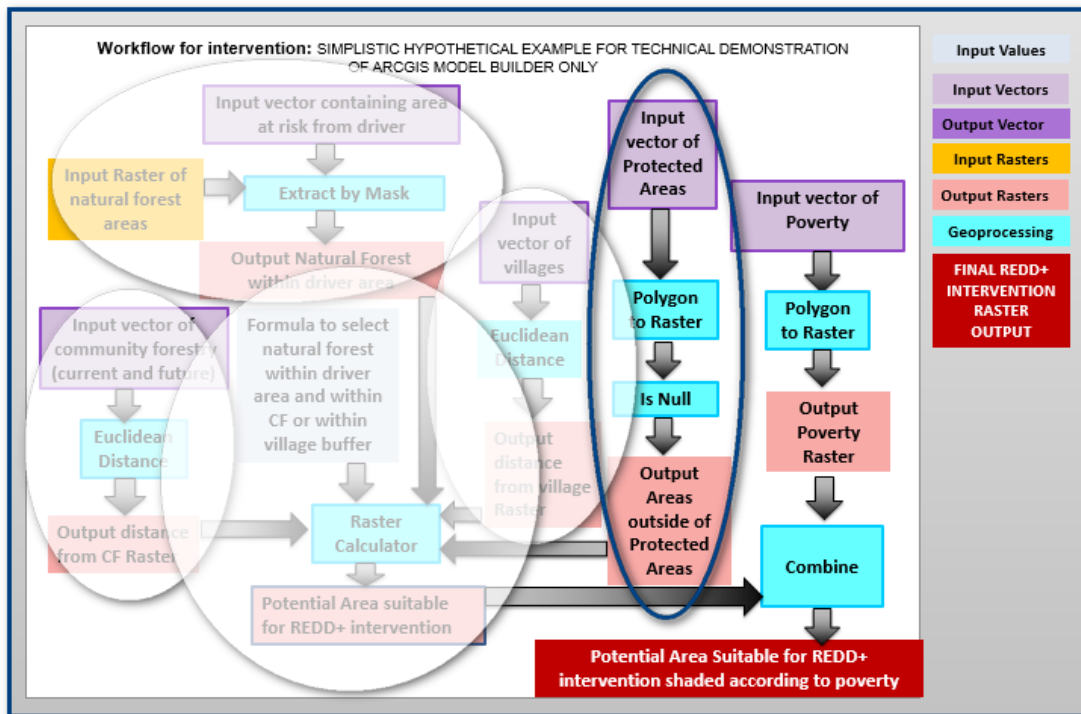 Workflow for intervention: SIMPLISTIC HYPOTHETICAL EXAMPLE FOR TECHNICAL DEMONSTRATION
OF ARCGIS MODEL BUILDER ONLY
Input vector containing area
at risk from driver
Input Raster of
natural forest
areas
Extract by Mask
Output Natural Forest
within driver area
Input vector of
community forestry
(current and future)
Euclidean
Distance
Output distance
from CF Raster
Formula to select
natural forest
within driver
area and within
CF or within
village buffer
Raster
Calculator
Potential Area suitable
for REDD+ intervention
Input
vector of
villages
Euclidean
Distance
Output
distance
from village
Raster
Input
vector of
Protected
Areas
Polygon
to Raster
Is Null
Output
Areas
outside of
Protected
Areas
Input vector of
Poverty
Polygon
to Raster
Output
Poverty
Raster
Combine
Potential Area Suitable for REDD+
intervention shaded according to poverty
Input Values
Input Vectors
Output Vector
Input Rasters
Output Rasters
Geoprocessing
FINAL REDD+
INTERVENTION
RASTER
OUTPUT